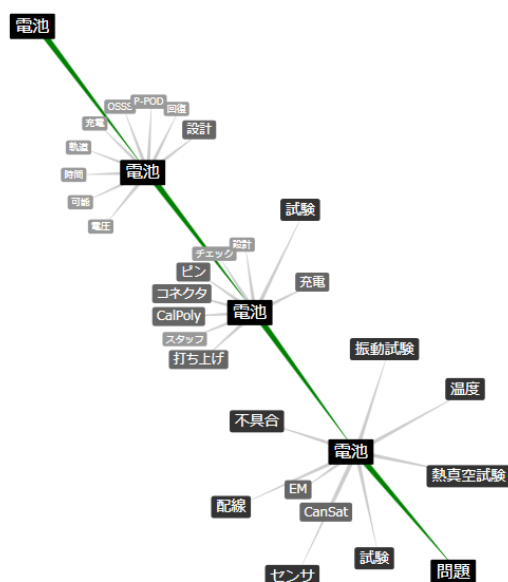 電池
P-POD
OSSS
回復
充電
設計
軌道
電池
時間
可能
試験
電圧
設計
チェック
ピン
充電
コネクタ
電池
CalPoly
スタッフ
振動試験
打ち上げ
温度
不具合
電池
熱真空試験
EM
配線
CanSat
試験
問題
センサ